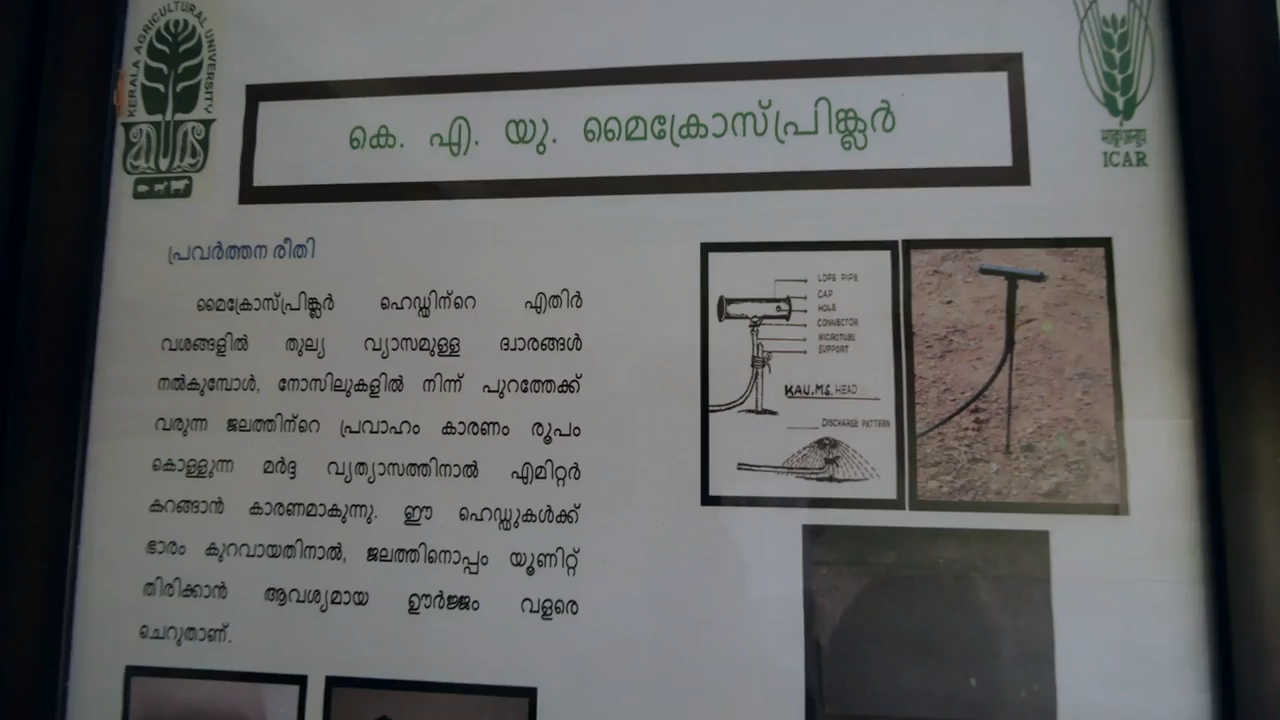 KERALA AGRICULTURAL UNIVERSITY
ICAR
കെ. എ. യു. മൈക്രോസ്പ്രിങ്ക്ലർ
പ്രവർത്തന രീതി
മൈക്രോസ്പ്രിങ്ക്ലർ ഹെഡ്ഡിന്റെ എതിർ
വശങ്ങളിൽ തുല്യ വ്യാസമുള്ള ദ്വാരങ്ങൾ
നൽകുമ്പോൾ, നോസിലുകളിൽ നിന്ന് പുറത്തേക്ക്
വരുന്ന ജലത്തിന്റെ പ്രവാഹം കാരണം രൂപം
കൊള്ളുന്ന മർദ്ദ വ്യത്യാസത്തിനാൽ എമിറ്റർ
കറങ്ങാൻ കാരണമാകുന്നു. ഈ ഹെഡ്ഡുകൾക്ക്
ഭാരം കുറവായതിനാൽ, ജലത്തിനൊപ്പം യൂണിറ്റ്
തിരിക്കാൻ ആവശ്യമായ ഊർജ്ജം വളരെ
ചെറുതാണ്.
LDPE PIPE
CAP
HOLE
CONNECTOR
MICROTUBE
SUPPORT
KAU.MS. HEAD
DISCHARGE PATTERN